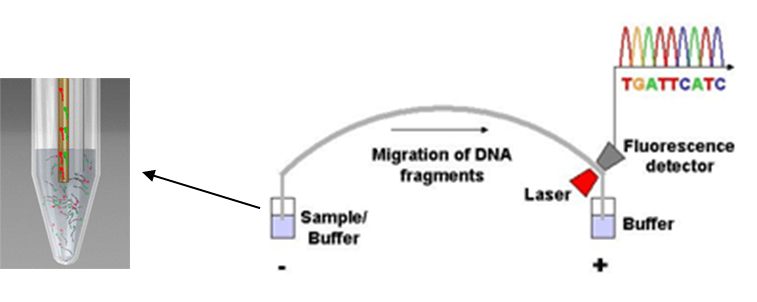 TGATTCATC
Fluorescence
detector
Migration of DNA
fragments
Laser
Sample/
Buffer
Buffer
-
+